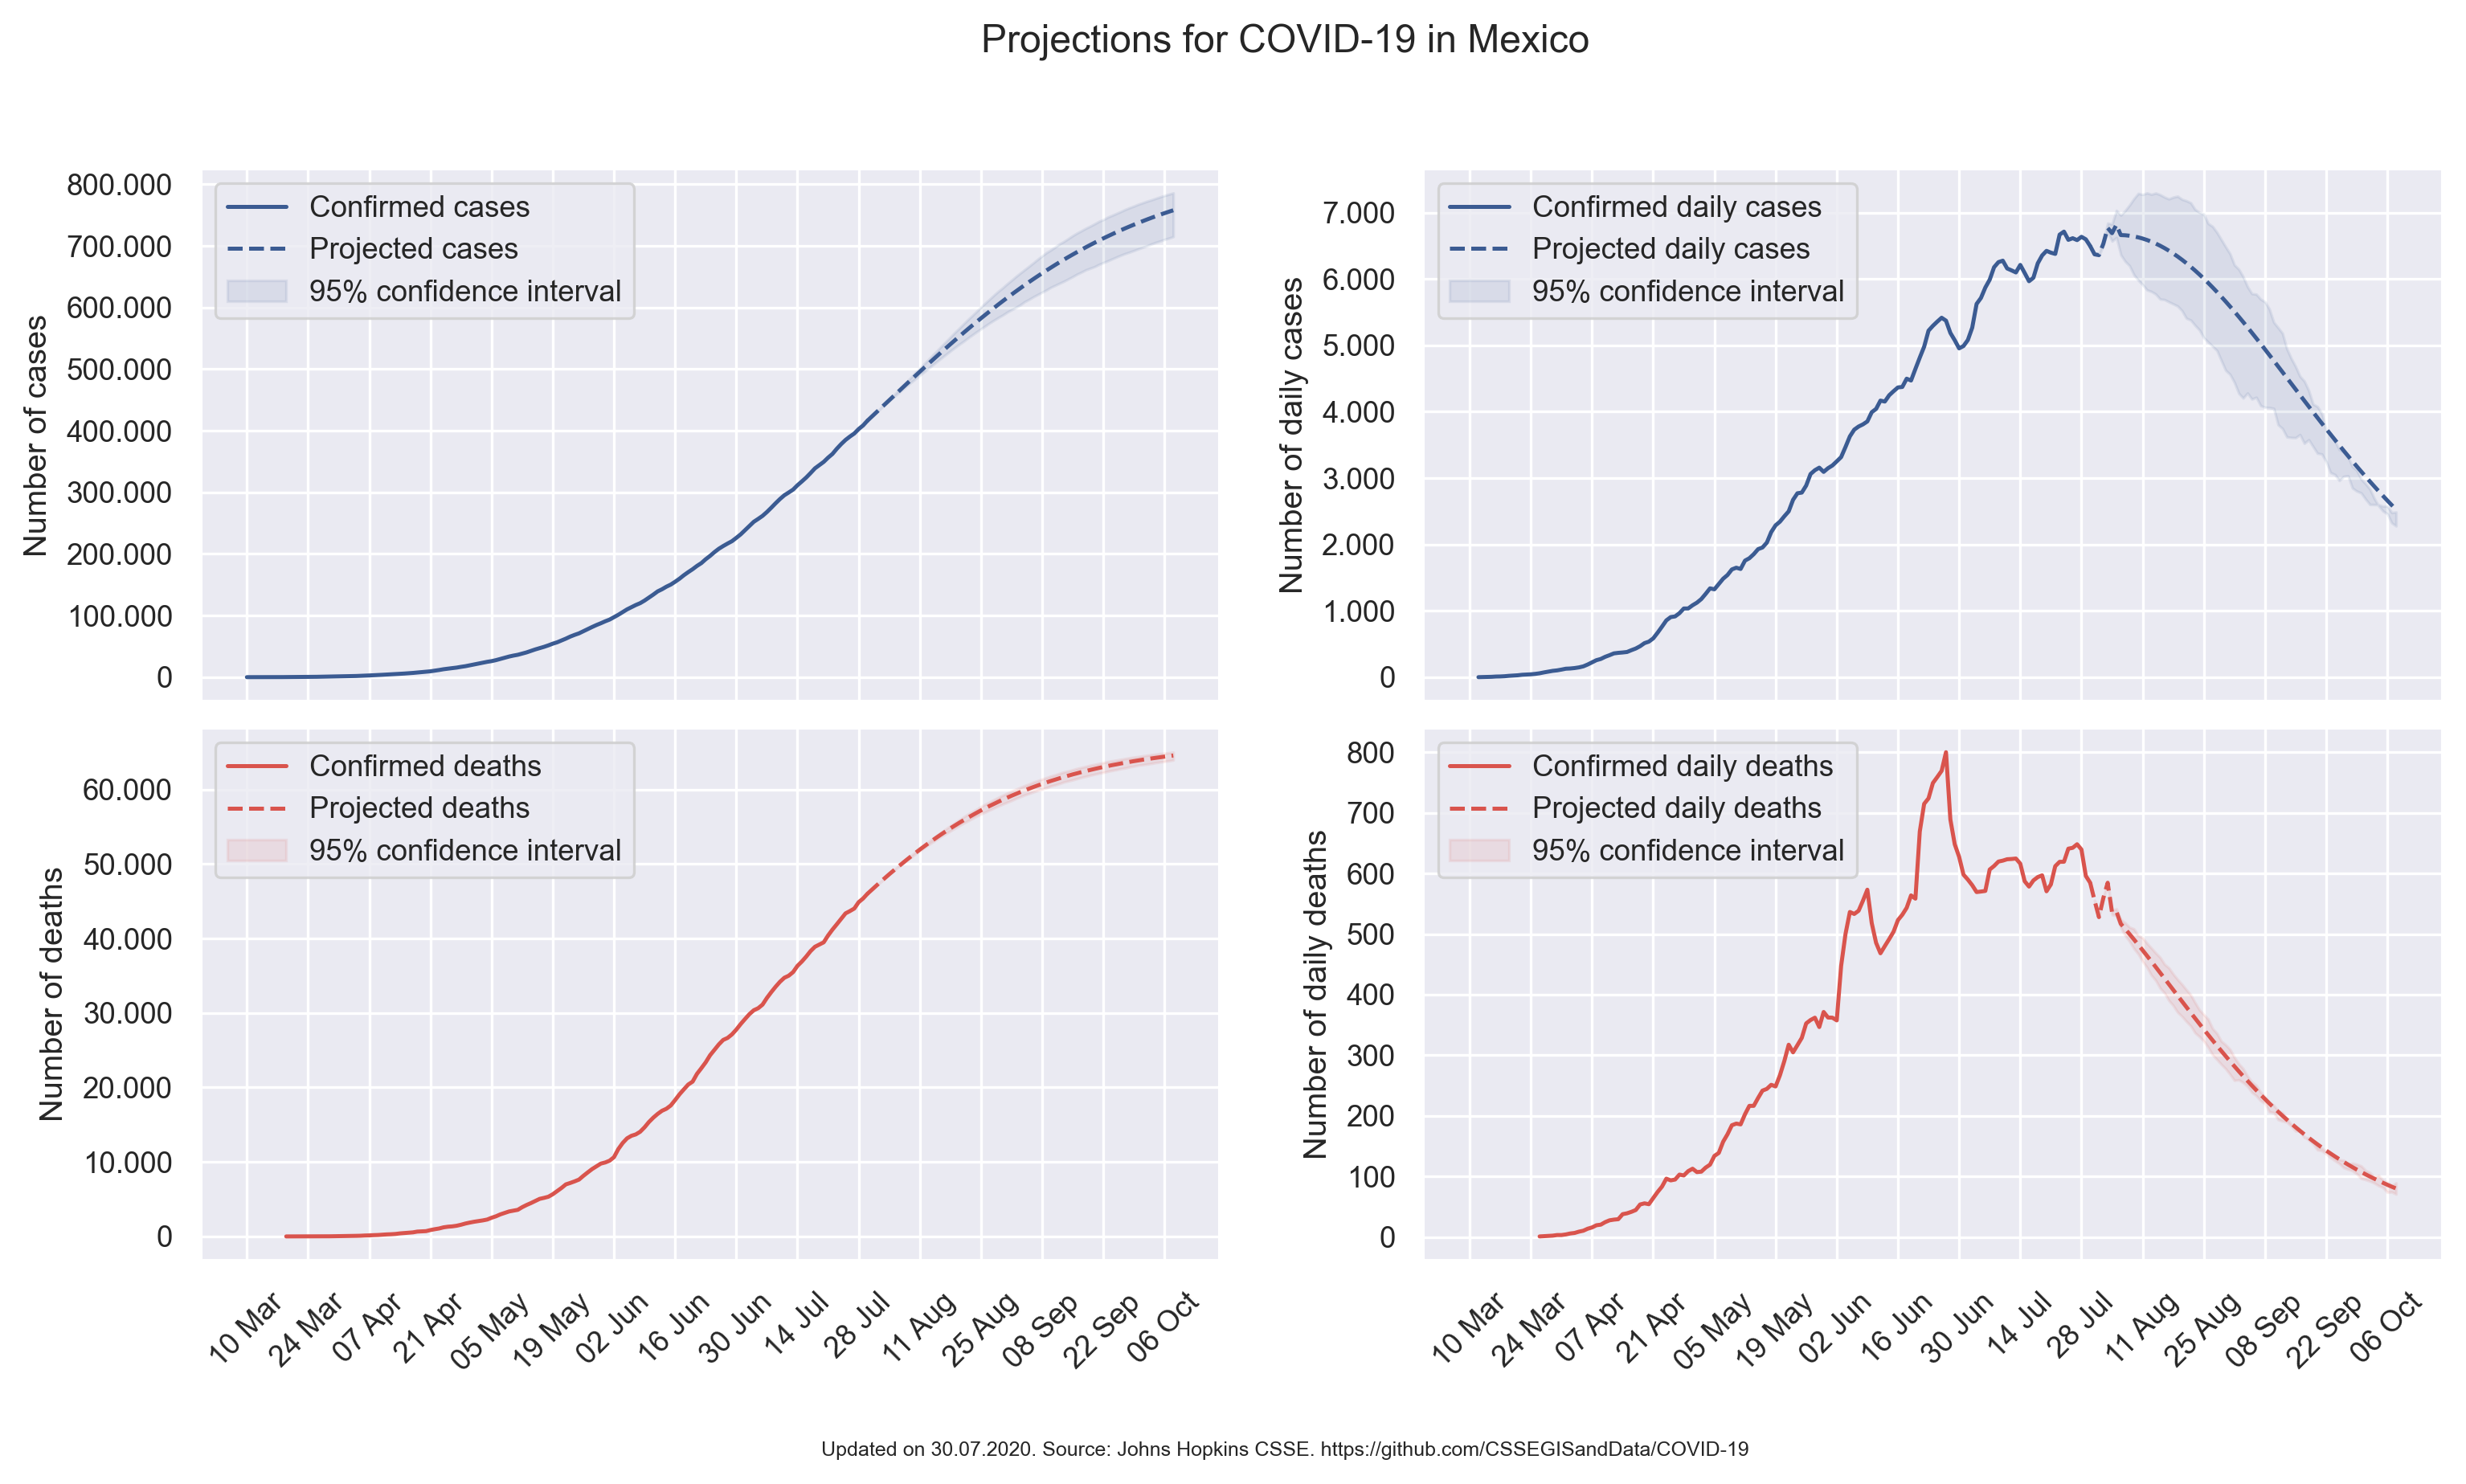 Projections for COVID-19 in Mexico
Number of cases
800.000
700.000
600.000
500.000
400.000
300.000
200.000
100.000
0
Confirmed cases
Projected cases
95% confidence interval
Number of daily cases
7.000
6.000
5.000
4.000
3.000
2.000
1.000
0
Confirmed daily cases
Projected daily cases
95% confidence interval
Number of deaths
60.000
50.000
40.000
30.000
20.000
10.000
0
Confirmed deaths
Projected deaths
95% confidence interval
10 Mar
24 Mar
07 Apr
21 Apr
05 May
19 May
02 Jun
16 Jun
30 Jun
14 Jul
28 Jul
11 Aug
25 Aug
08 Sep
22 Sep
06 Oct
Number of daily deaths
800
700
600
500
400
300
200
100
0
Confirmed daily deaths
Projected daily deaths
95% confidence interval
10 Mar
24 Mar
07 Apr
21 Apr
05 May
19 May
02 Jun
16 Jun
30 Jun
14 Jul
28 Jul
11 Aug
25 Aug
08 Sep
22 Sep
06 Oct
Updated on 30.07.2020. Source: Johns Hopkins CSSE. https://github.com/CSSEGISandData/COVID-19